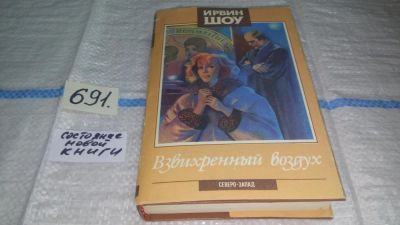 ИРВИН
ШОУ
Взвихренный воздух
СЕВЕРО-ЗАПАД
691.
состояние
новой
книги